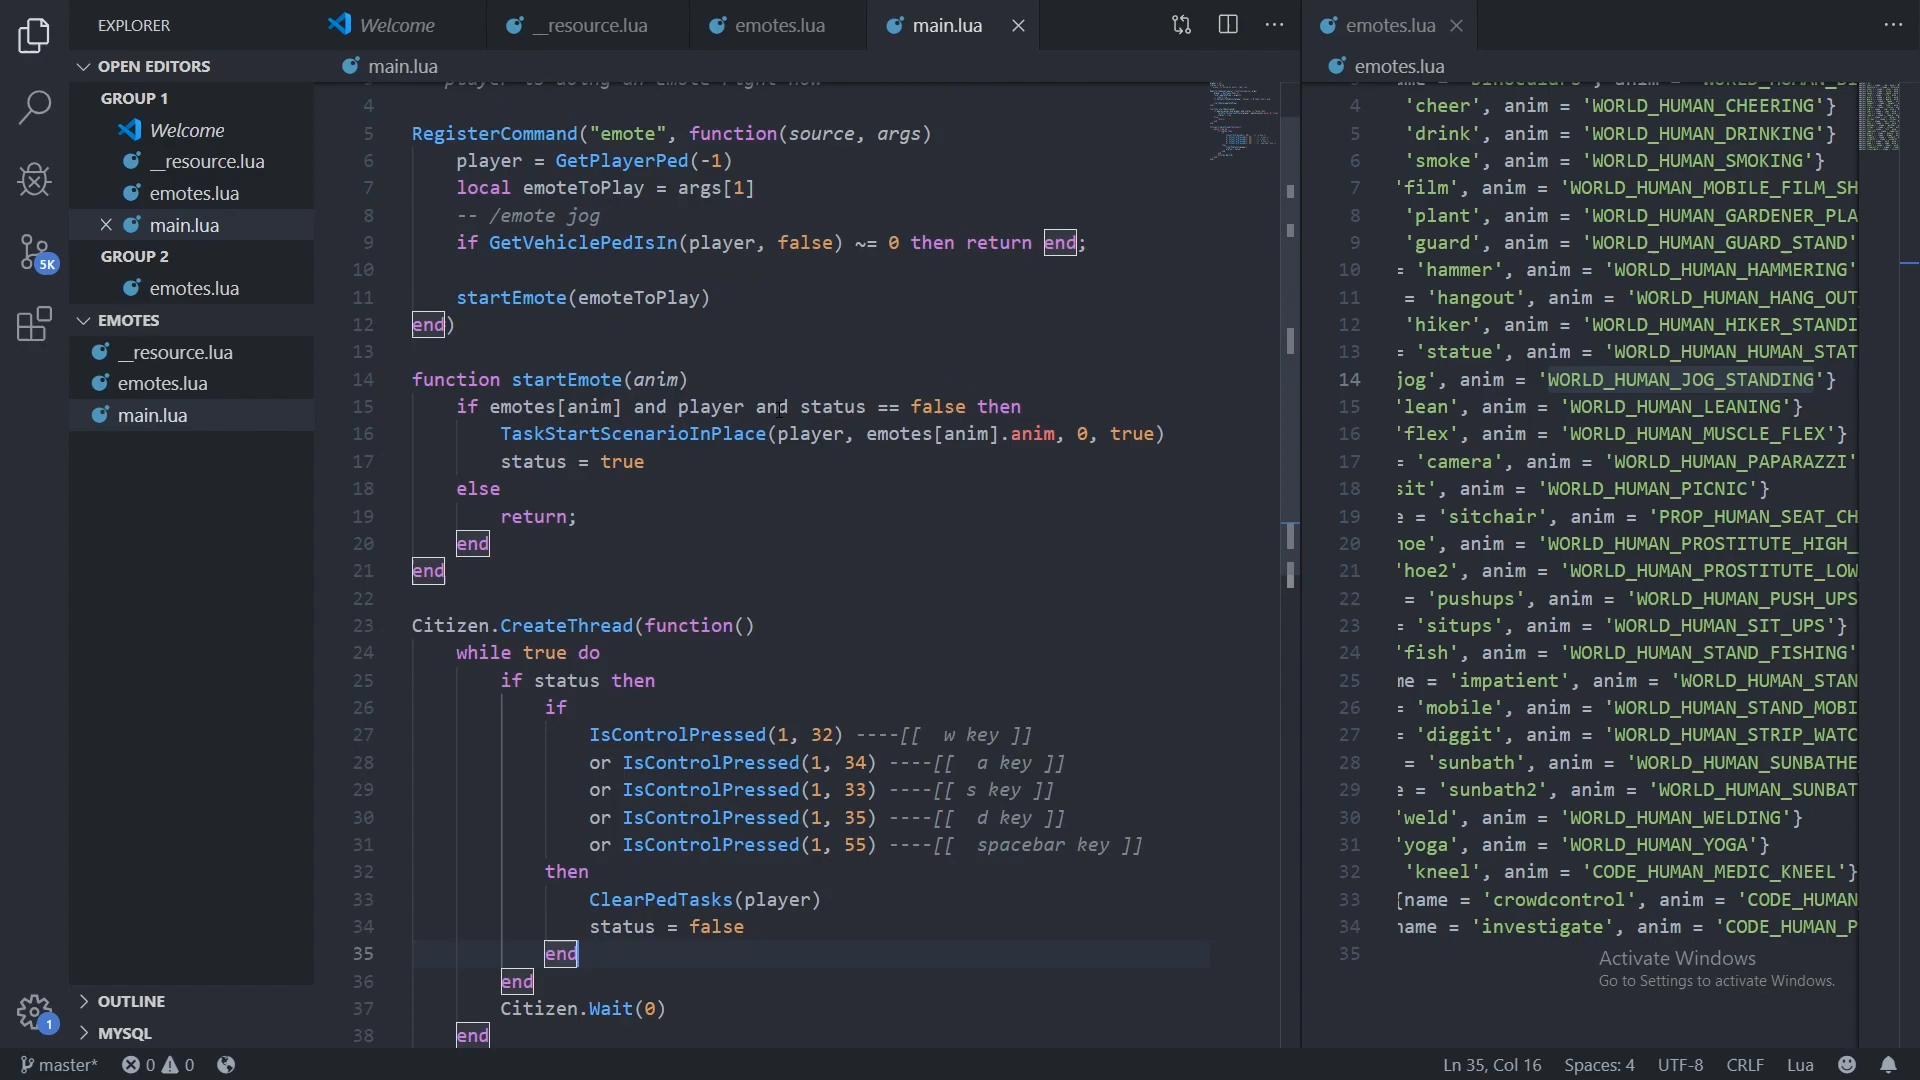 EXPLORER
OPEN EDITORS
GROUP 1
Welcome
__resource.lua
emotes.lua
main.lua
GROUP 2
emotes.lua
EMOTES
__resource.lua
emotes.lua
main.lua
OUTLINE
MYSQL
5K
1
Welcome
__resource.lua
emotes.lua
main.lua
main.lua
4
5 RegisterCommand("emote", function(source, args)
6 player = GetPlayerPed(-1)
7 local emoteToPlay = args[1]
8 -- /emote jog
9 if GetVehiclePedIsIn(player, false) ~= 0 then return end;
10
11 startEmote(emoteToPlay)
12 end)
13
14 function startEmote(anim)
15 if emotes[anim] and player and status == false then
16 TaskStartScenarioInPlace(player, emotes[anim].anim, 0, true)
17 status = true
18 else
19 return;
20 end
21 end
22
23 Citizen.CreateThread(function()
24 while true do
25 if status then
26 if
27 IsControlPressed(1, 32) ----[[  w key ]]
28 or IsControlPressed(1, 34) ----[[  a key ]]
29 or IsControlPressed(1, 33) ----[[ s key ]]
30 or IsControlPressed(1, 35) ----[[  d key ]]
31 or IsControlPressed(1, 55) ----[[  spacebar key ]]
32 then
33 ClearPedTasks(player)
34 status = false
35 end
36 end
37 Citizen.Wait(0)
38 end
emotes.lua
emotes.lua
4 'cheer', anim = 'WORLD_HUMAN_CHEERING'}
5 'drink', anim = 'WORLD_HUMAN_DRINKING'}
6 'smoke', anim = 'WORLD_HUMAN_SMOKING'}
7 'film', anim = 'WORLD_HUMAN_MOBILE_FILM_SH
8 'plant', anim = 'WORLD_HUMAN_GARDENER_PLA
9 'guard', anim = 'WORLD_HUMAN_GUARD_STAND'
10 = 'hammer', anim = 'WORLD_HUMAN_HAMMERING'
11 = 'hangout', anim = 'WORLD_HUMAN_HANG_OUT_
12 'hiker', anim = 'WORLD_HUMAN_HIKER_STANDI
13 = 'statue', anim = 'WORLD_HUMAN_HUMAN_STAT
14 jog', anim = 'WORLD_HUMAN_JOG_STANDING'}
15 'lean', anim = 'WORLD_HUMAN_LEANING'}
16 'flex', anim = 'WORLD_HUMAN_MUSCLE_FLEX'}
17 = 'camera', anim = 'WORLD_HUMAN_PAPARAZZI'
18 sit', anim = 'WORLD_HUMAN_PICNIC'}
19 e = 'sitchair', anim = 'PROP_HUMAN_SEAT_CH
20 hoe', anim = 'WORLD_HUMAN_PROSTITUTE_HIGH_
21 'hoe2', anim = 'WORLD_HUMAN_PROSTITUTE_LOW
22 = 'pushups', anim = 'WORLD_HUMAN_PUSH_UPS
23 = 'situps', anim = 'WORLD_HUMAN_SIT_UPS'}
24 'fish', anim = 'WORLD_HUMAN_STAND_FISHING'
25 me = 'impatient', anim = 'WORLD_HUMAN_STAN
26 = 'mobile', anim = 'WORLD_HUMAN_STAND_MOBI
27 = 'diggit', anim = 'WORLD_HUMAN_STRIP_WATC
28 = 'sunbath', anim = 'WORLD_HUMAN_SUNBATHE
29 e = 'sunbath2', anim = 'WORLD_HUMAN_SUNBAT
30 'weld', anim = 'WORLD_HUMAN_WELDING'}
31 'yoga', anim = 'WORLD_HUMAN_YOGA'}
32 'kneel', anim = 'CODE_HUMAN_MEDIC_KNEEL'}
33 {name = 'crowdcontrol', anim = 'CODE_HUMAN
34 name = 'investigate', anim = 'CODE_HUMAN_P
35
Activate Windows
Go to Settings to activate Windows.
master* 0 0
Ln 35, Col 16 Spaces: 4 UTF-8 CRLF Lua